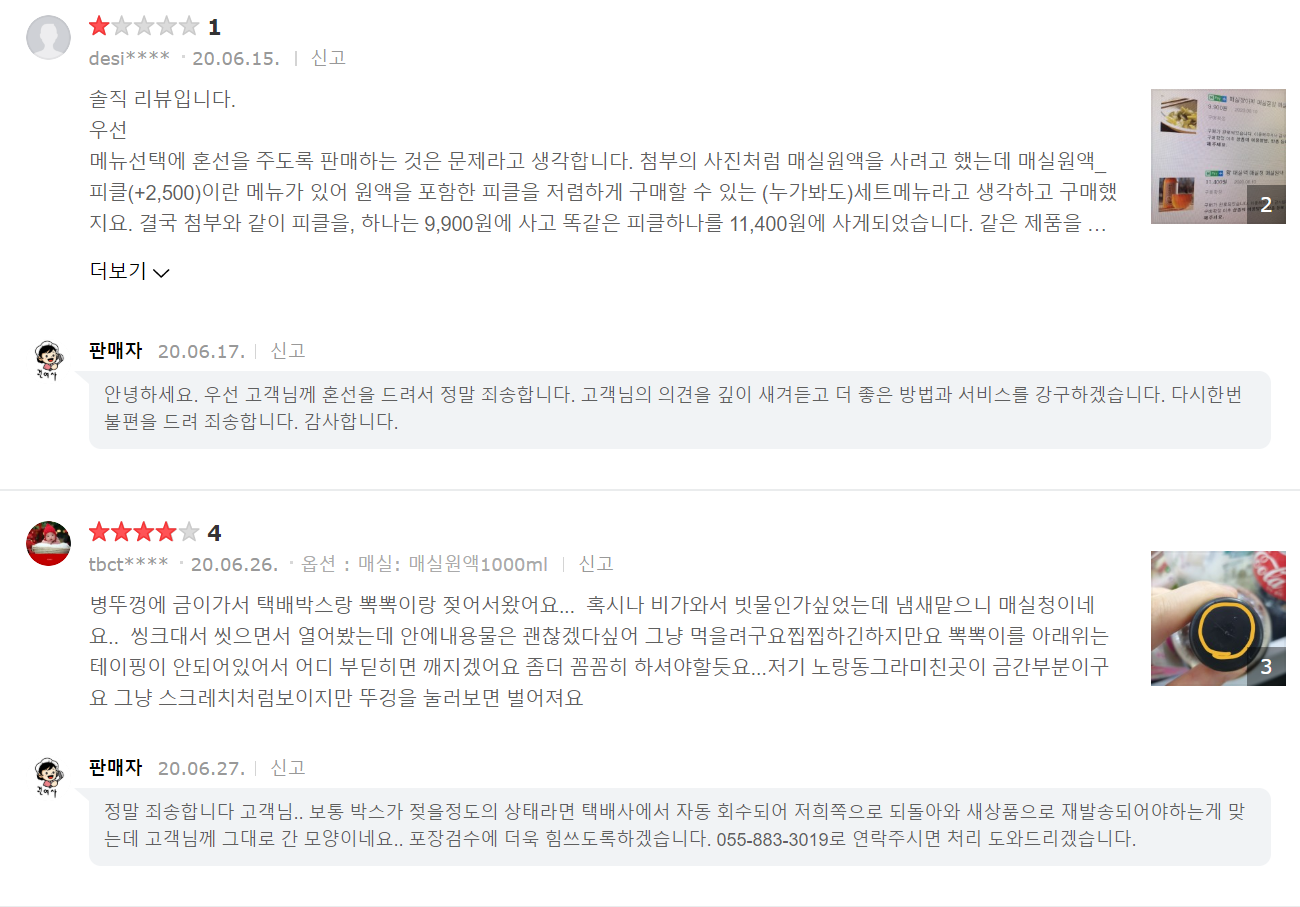 1
desi**** · 20.06.15. | 신고
솔직 리뷰입니다.
우선
메뉴선택에 혼선을 주도록 판매하는 것은 문제라고 생각합니다. 첨부의 사진처럼 매실원액을 사려고 했는데 매실원액_
피클(+2,500)이란 메뉴가 있어 원액을 포함한 피클을 저렴하게 구매할 수 있는 (누가봐도)세트메뉴라고 생각하고 구매했
지요. 결국 첨부와 같이 피클을, 하나는 9,900원에 사고 똑같은 피클하나를 11,400원에 사게되었습니다. 같은 제품을 …
2
더보기
판매자 20.06.17. | 신고
안녕하세요. 우선 고객님께 혼선을 드려서 정말 죄송합니다. 고객님의 의견을 깊이 새겨듣고 더 좋은 방법과 서비스를 강구하겠습니다. 다시한번
불편을 드려 죄송합니다. 감사합니다.
4
tbct**** · 20.06.26. · 옵션 : 매실: 매실원액1000ml | 신고
병뚜껑에 금이가서 택배박스랑 뽁뽁이랑 젖어서왔어요... 혹시나 비가와서 빗물인가싶었는데 냄새맡으니 매실청이네
요.. 씽크대서 씻으면서 열어봤는데 안에내용물은 괜찮겠다싶어 그냥 먹을려구요찝찝하긴하지만요 뽁뽁이를 아래위는
테이핑이 안되어있어서 어디 부딛히면 깨지겠어요 좀더 꼼꼼히 하셔야할듯요...저기 노랑동그라미친곳이 금간부분이구
요 그냥 스크레치처럼보이지만 뚜겅을 눌러보면 벌어져요
3
판매자 20.06.27. | 신고
정말 죄송합니다 고객님.. 보통 박스가 젖을정도의 상태라면 택배사에서 자동 회수되어 저희쪽으로 되돌아와 새상품으로 재발송되어야하는게 맞
는데 고객님께 그대로 간 모양이네요.. 포장검수에 더욱 힘쓰도록하겠습니다. 055-883-3019로 연락주시면 처리 도와드리겠습니다.